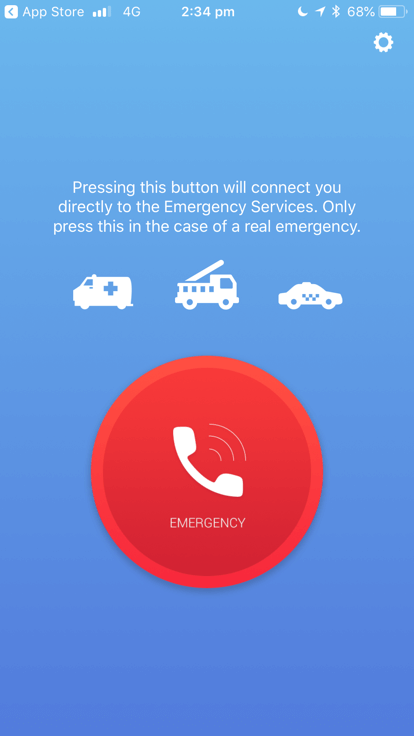 App Store 4G 2:34 pm 68%
Pressing this button will connect you
directly to the Emergency Services. Only
press this in the case of a real emergency.
EMERGENCY